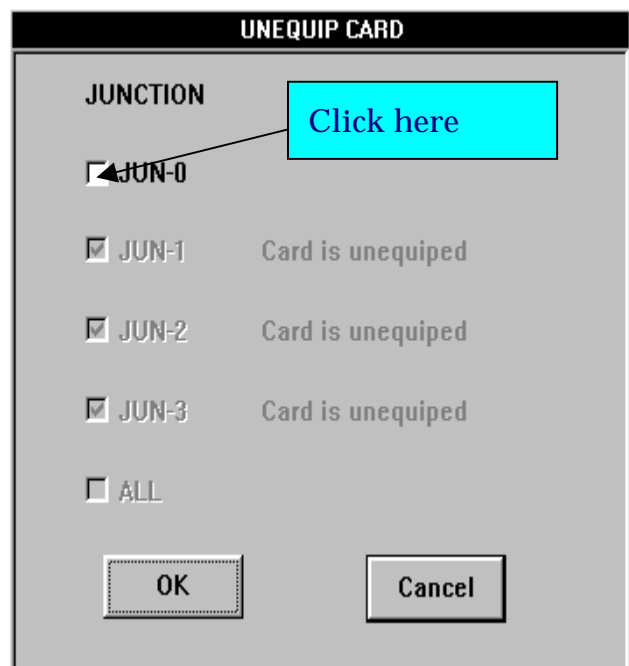 UNEQUIP CARD
JUNCTION
Click here
JUN-0
JUN-1 Card is unequiped
JUN-2 Card is unequiped
JUN-3 Card is unequiped
ALL
OK Cancel